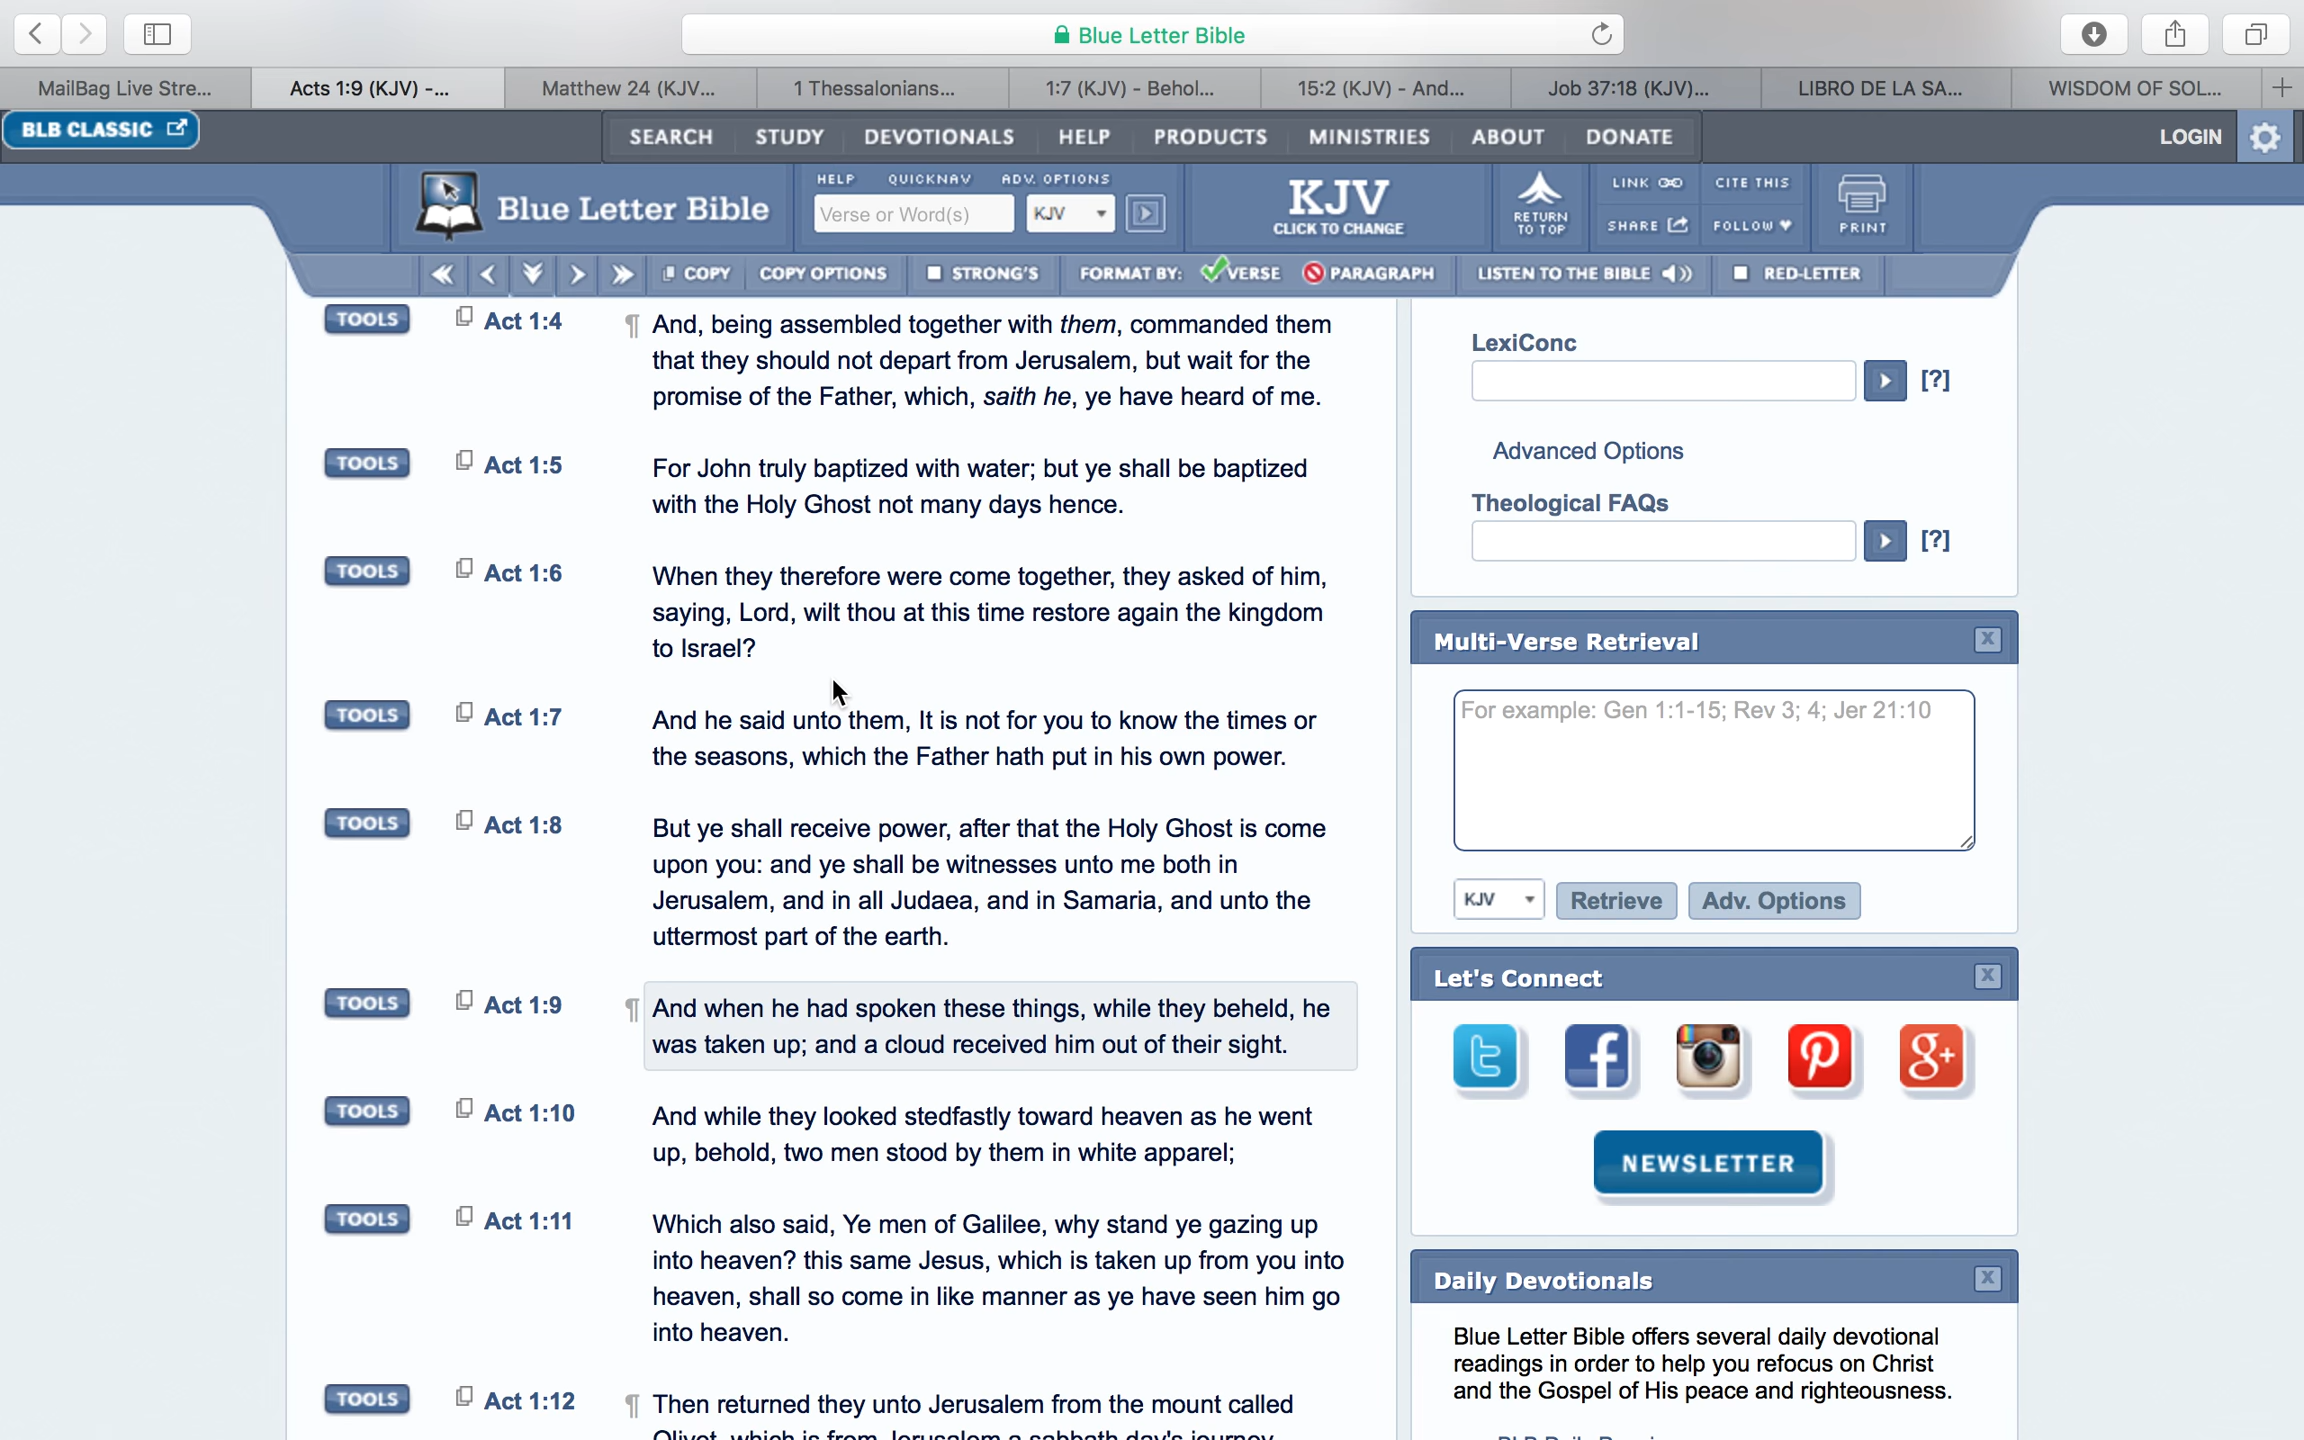 Blue Letter Bible
MailBag Live Stre...
Acts 1:9 (KJV) -...
Matthew 24 (KJV...
1 Thessalonians...
1:7 (KJV) - Behol...
15:2 (KJV) - And...
Job 37:18 (KJV)...
LIBRO DE LA SA...
WISDOM OF SOL...
BLB CLASSIC
SEARCH
STUDY
DEVOTIONALS
HELP
PRODUCTS
MINISTRIES
ABOUT
DONATE
LOGIN
Blue Letter Bible
HELP
QUICKNAV
ADV. OPTIONS
Verse or Word(s)
KJV
KJV
CLICK TO CHANGE
RETURN
TO TOP
LINK
CITE THIS
SHARE
FOLLOW
PRINT
COPY
COPY OPTIONS
STRONG'S
FORMAT BY:
VERSE
PARAGRAPH
LISTEN TO THE BIBLE
RED-LETTER
TOOLS
Act 1:4
¶ And, being assembled together with them, commanded them
that they should not depart from Jerusalem, but wait for the
promise of the Father, which, saith he, ye have heard of me.
TOOLS
Act 1:5
For John truly baptized with water; but ye shall be baptized
with the Holy Ghost not many days hence.
TOOLS
Act 1:6
When they therefore were come together, they asked of him,
saying, Lord, wilt thou at this time restore again the kingdom
to Israel?
TOOLS
Act 1:7
And he said unto them, It is not for you to know the times or
the seasons, which the Father hath put in his own power.
TOOLS
Act 1:8
But ye shall receive power, after that the Holy Ghost is come
upon you: and ye shall be witnesses unto me both in
Jerusalem, and in all Judaea, and in Samaria, and unto the
uttermost part of the earth.
TOOLS
Act 1:9
¶ And when he had spoken these things, while they beheld, he
was taken up; and a cloud received him out of their sight.
TOOLS
Act 1:10
And while they looked stedfastly toward heaven as he went
up, behold, two men stood by them in white apparel;
TOOLS
Act 1:11
Which also said, Ye men of Galilee, why stand ye gazing up
into heaven? this same Jesus, which is taken up from you into
heaven, shall so come in like manner as ye have seen him go
into heaven.
TOOLS
Act 1:12
¶ Then returned they unto Jerusalem from the mount called
Olivet, which is from Jerusalem a sabbath day's journey.
LexiConc
[?]
Advanced Options
Theological FAQs
[?]
Multi-Verse Retrieval
X
For example: Gen 1:1-15; Rev 3; 4; Jer 21:10
KJV
Retrieve
Adv. Options
Let's Connect
X
NEWSLETTER
Daily Devotionals
X
Blue Letter Bible offers several daily devotional
readings in order to help you refocus on Christ
and the Gospel of His peace and righteousness.